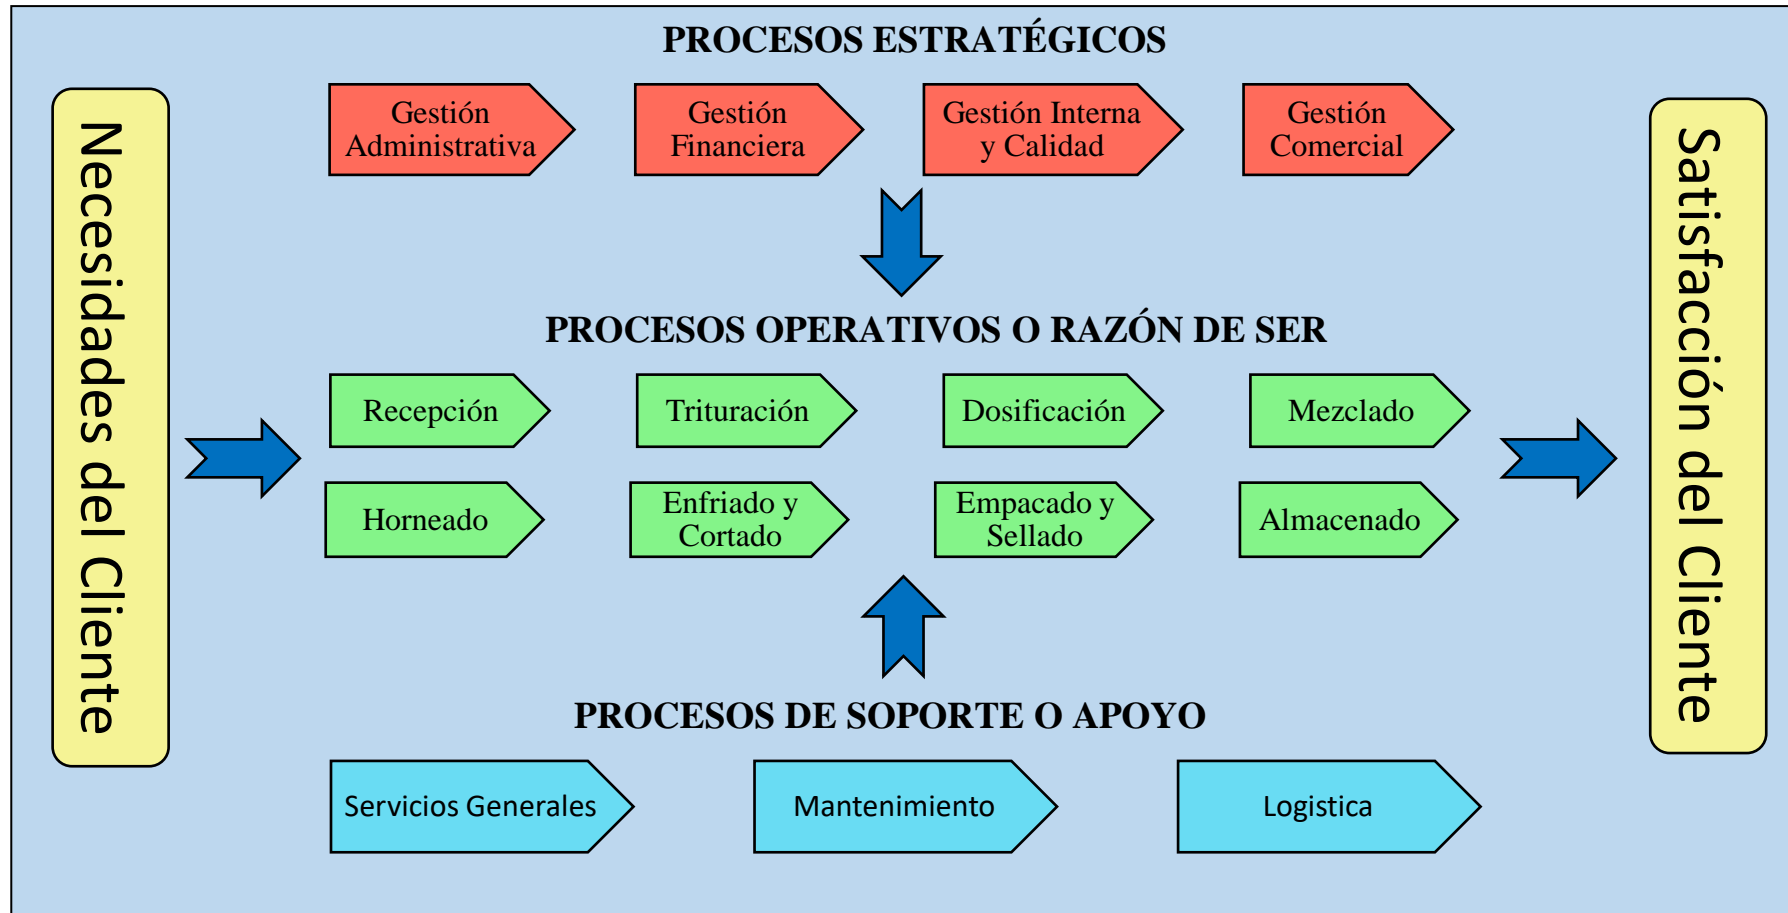 PROCESOS ESTRATÉGICOS
Necesidades del Cliente
Gestión
Administrativa
Gestión
Financiera
Gestión Interna
y Calidad
Gestión
Comercial
Satisfacción del Cliente
PROCESOS OPERATIVOS O RAZÓN DE SER
Recepción
Trituración
Dosificación
Mezclado
Horneado
Enfriado y
Cortado
Empacado y
Sellado
Almacenado
PROCESOS DE SOPORTE O APOYO
Servicios Generales
Mantenimiento
Logistica